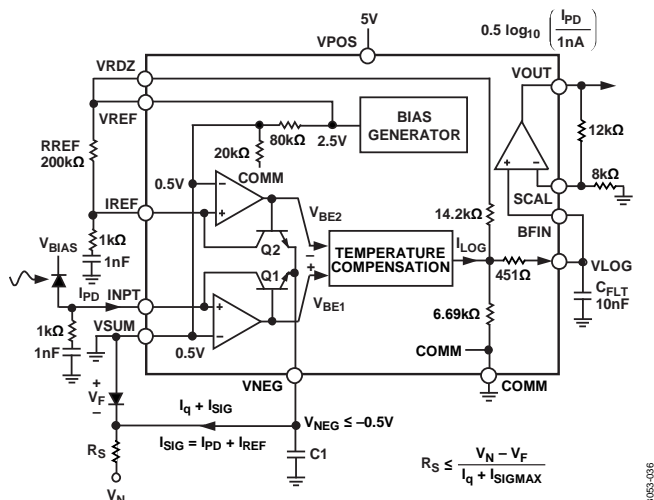 5V
0.5 log10 (IPD / 1nA)
VPOS
VRDZ
VOUT
VREF
BIAS
GENERATOR
80kΩ
2.5V
RREF
200kΩ
20kΩ
12kΩ
0.5V
COMM
8kΩ
SCAL
IREF
VBE2
14.2kΩ
BFIN
1kΩ
1nF
VBIAS
Q2
TEMPERATURE
COMPENSATION
ILOG
Q1
451Ω
VLOG
IPD
INPT
VBE1
CFLT
10nF
1kΩ
VSUM
6.69kΩ
1nF
0.5V
COMM
VNEG
COMM
+
VF
–
Iq + ISIG
VNEG ≤ –0.5V
ISIG = IPD + IREF
RS
C1
RS ≤ (VN – VF) / (Iq + ISIGMAX)
VN